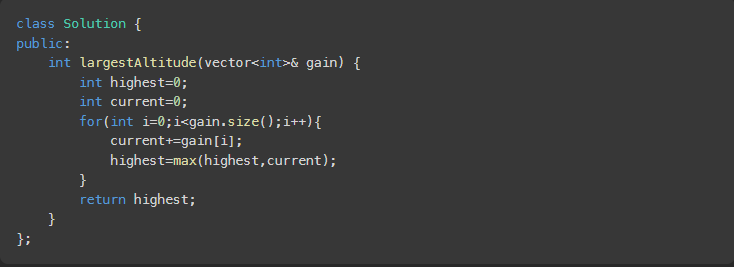 class Solution {
public:
    int largestAltitude(vector<int>& gain) {
        int highest=0;
        int current=0;
        for(int i=0;i<gain.size();i++){
            current+=gain[i];
            highest=max(highest,current);
        }
        return highest;
    }
};